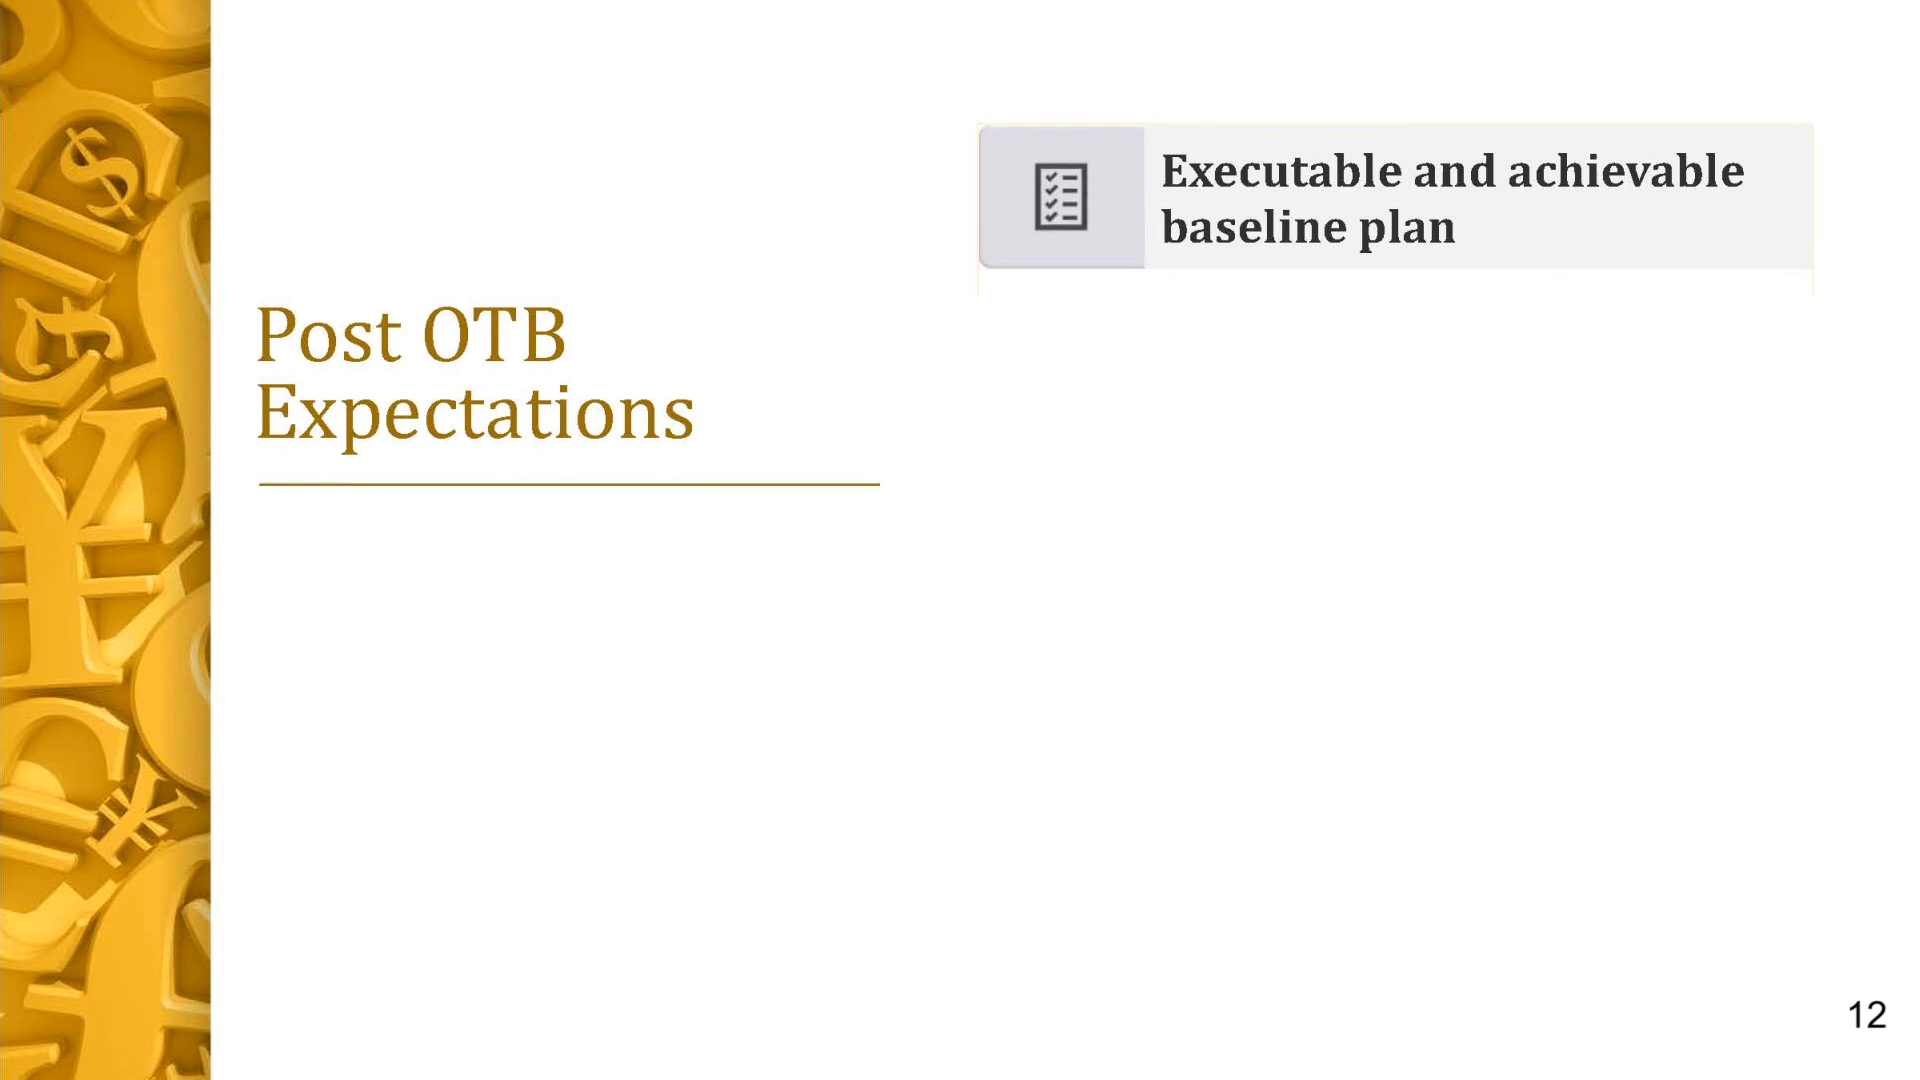 Post OTB
Expectations
Executable and achievable
baseline plan
12